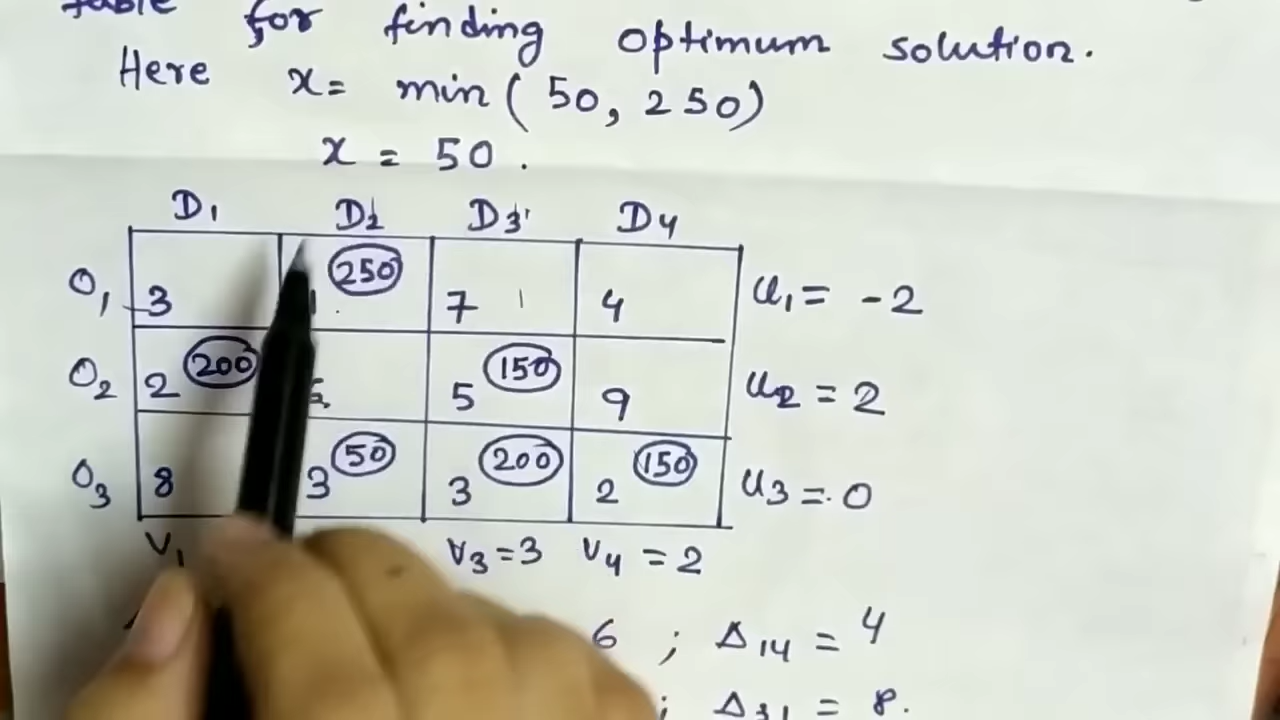 table for finding optimum solution.
Here x = min( 50, 250)
x = 50 .
D1 D2 D3 D4
O1 3 250 7 4 u1 = -2
O2 2 200 5 150 9 u2 = 2
O3 8 3 50 3 200 2 150 u3 = 0
V1 V3 = 3 V4 = 2
6 ; Δ14 = 4
; Δ31 = 8.